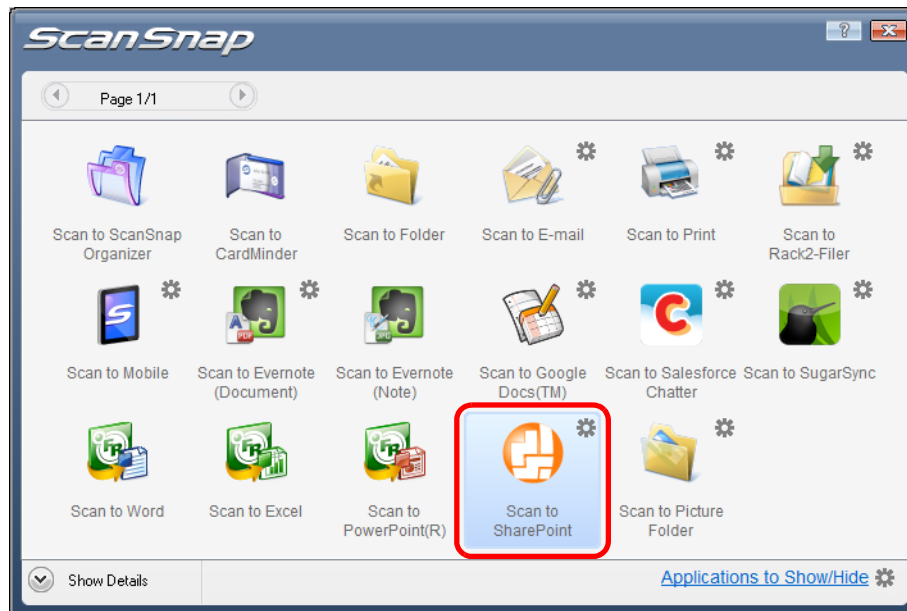 ScanSnap
Page 1/1
Scan to ScanSnap
Organizer
Scan to
CardMinder
Scan to Folder
Scan to E-mail
Scan to Print
Scan to
Rack2-Filer
Scan to Mobile
Scan to Evernote
(Document)
Scan to Evernote
(Note)
Scan to Google
Docs(TM)
Scan to Salesforce
Chatter
Scan to SugarSync
Scan to Word
Scan to Excel
Scan to
PowerPoint(R)
Scan to
SharePoint
Scan to Picture
Folder
Show Details
Applications to Show/Hide